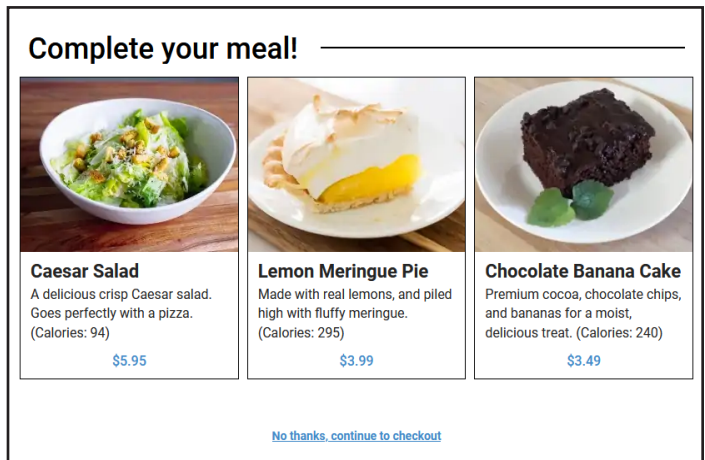 Complete your meal!
Caesar Salad
A delicious crisp Caesar salad.
Goes perfectly with a pizza.
(Calories: 94)
$5.95
Lemon Meringue Pie
Made with real lemons, and piled
high with fluffy meringue.
(Calories: 295)
$3.99
Chocolate Banana Cake
Premium cocoa, chocolate chips,
and bananas for a moist,
delicious treat. (Calories: 240)
$3.49
No thanks, continue to checkout